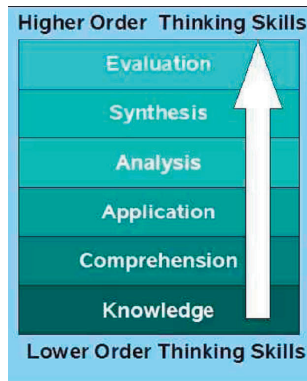 Higher Order Thinking Skills
Evaluation
Synthesis
Analysis
Application
Comprehension
Knowledge
Lower Order Thinking Skills